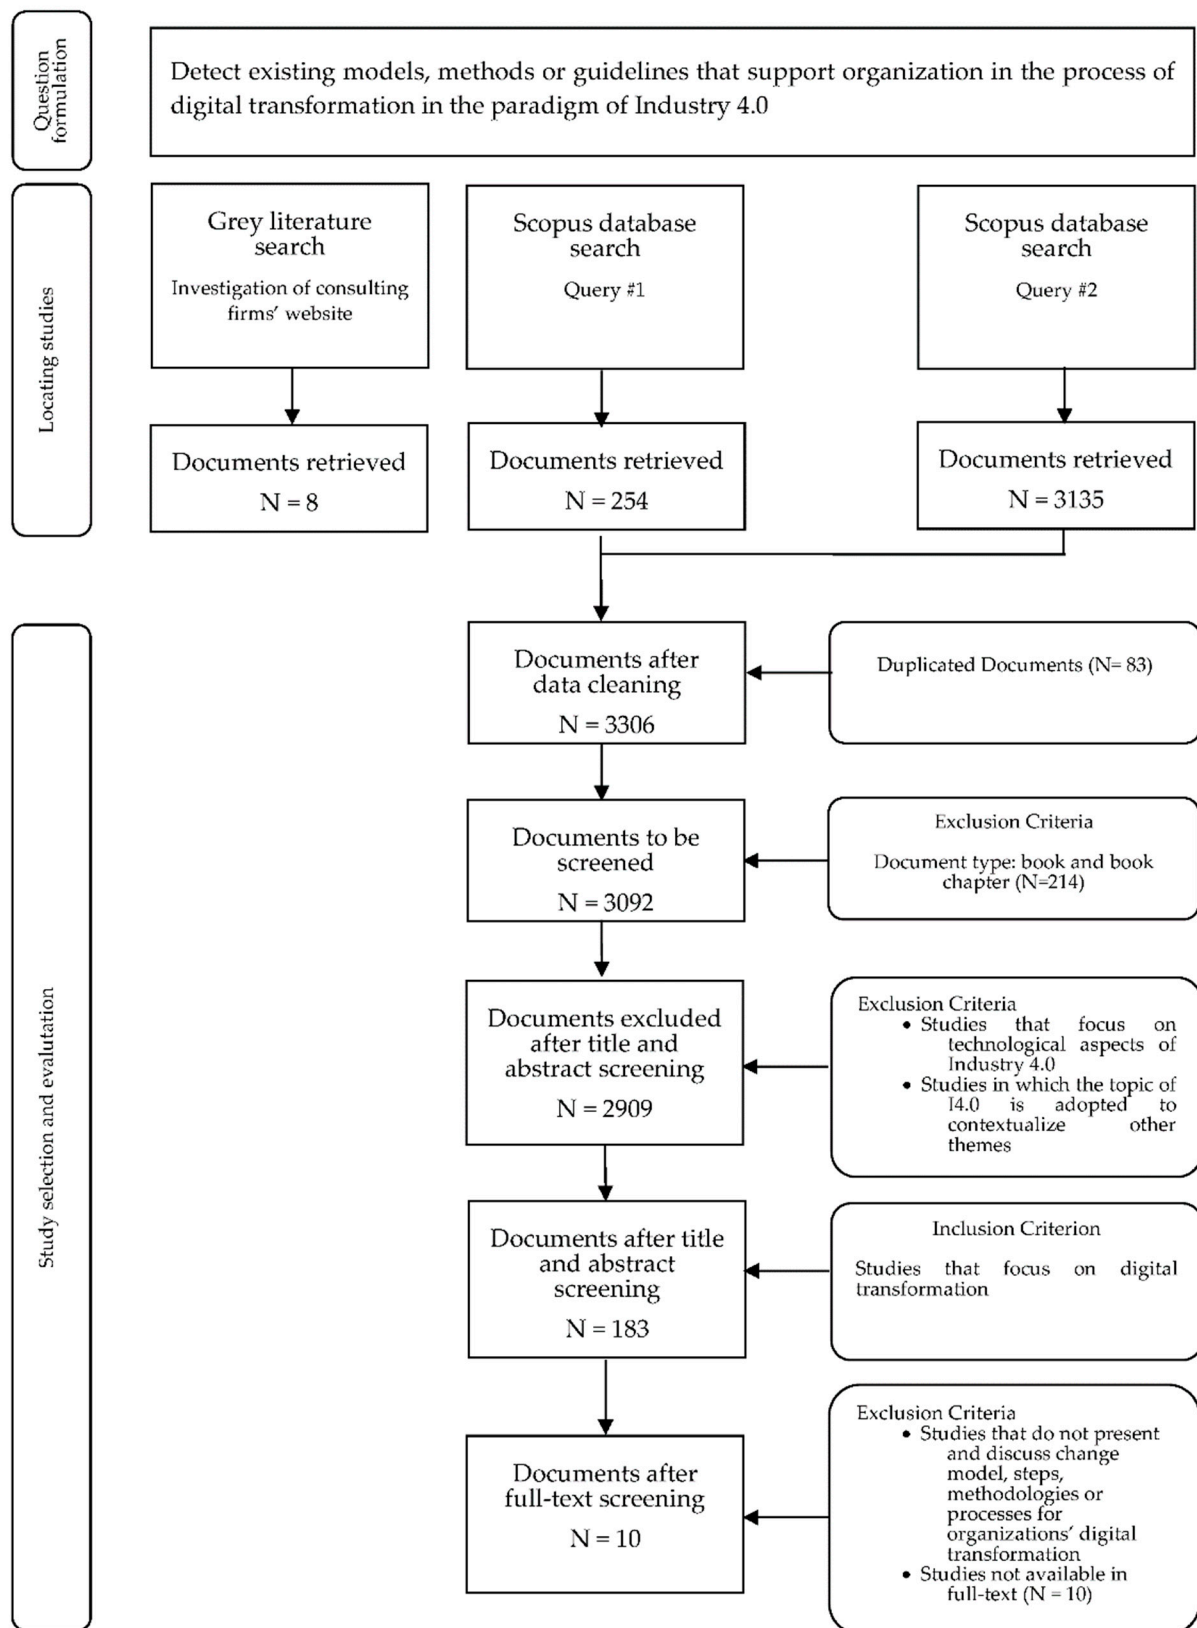 Question
formulation
Detect existing models, methods or guidelines that support organization in the process of
digital transformation in the paradigm of Industry 4.0
Locating studies
Grey literature
search
Investigation of consulting
firms' website
Scopus database
search
Query #1
Scopus database
search
Query #2
Documents retrieved
N = 8
Documents retrieved
N = 254
Documents retrieved
N = 3135
Study selection and evalutation
Documents after
data cleaning
N = 3306
Duplicated Documents (N= 83)
Documents to be
screened
N = 3092
Exclusion Criteria
Document type: book and book
chapter (N=214)
Documents excluded
after title and
abstract screening
N = 2909
Exclusion Criteria
• Studies that focus on
technological aspects of
Industry 4.0
• Studies in which the topic of
I4.0 is adopted to
contextualize other
themes
Documents after title
and abstract
screening
N = 183
Inclusion Criterion
Studies that focus on digital
transformation
Documents after
full-text screening
N = 10
Exclusion Criteria
• Studies that do not present
and discuss change
model, steps,
methodologies or
processes for
organizations' digital
transformation
• Studies not available in
full-text (N = 10)